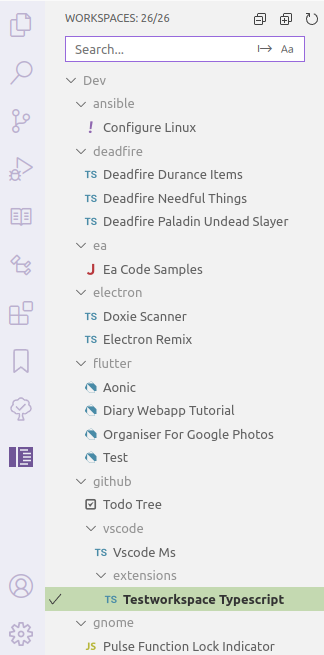 WORKSPACES: 26/26
Search...
Aa
Dev
ansible
! Configure Linux
deadfire
TS Deadfire Durance Items
TS Deadfire Needful Things
TS Deadfire Paladin Undead Slayer
ea
J Ea Code Samples
electron
TS Doxie Scanner
TS Electron Remix
flutter
Aonic
Diary Webapp Tutorial
Organiser For Google Photos
Test
github
Todo Tree
vscode
TS Vscode Ms
extensions
TS Testworkspace Typescript
gnome
JS Pulse Function Lock Indicator